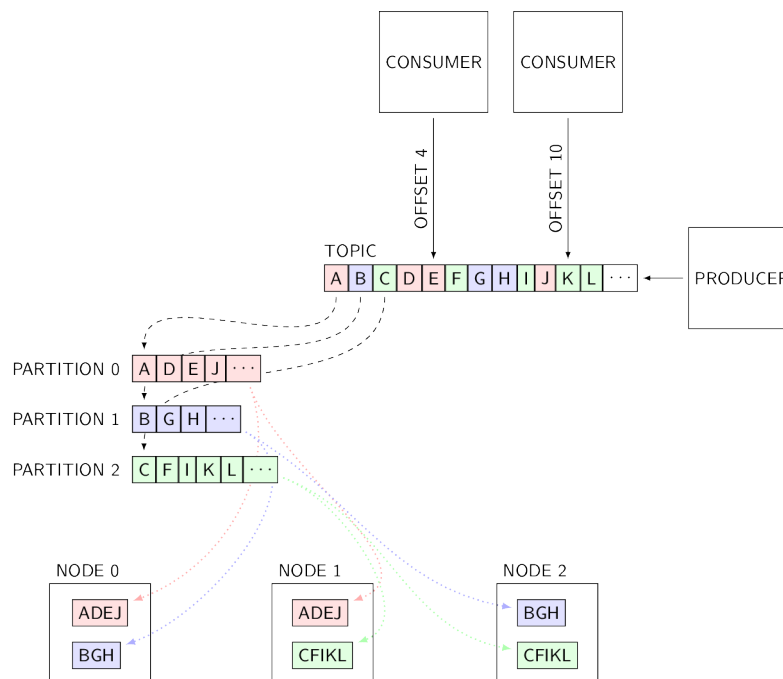 CONSUMER CONSUMER
OFFSET 4
OFFSET 10
TOPIC
A B C D E F G H I J K L ···
PRODUCER
PARTITION 0 A D E J ···
PARTITION 1 B G H ···
PARTITION 2 C F I K L ···
NODE 0 NODE 1 NODE 2
ADEJ ADEJ BGH
BGH CFIKL CFIKL